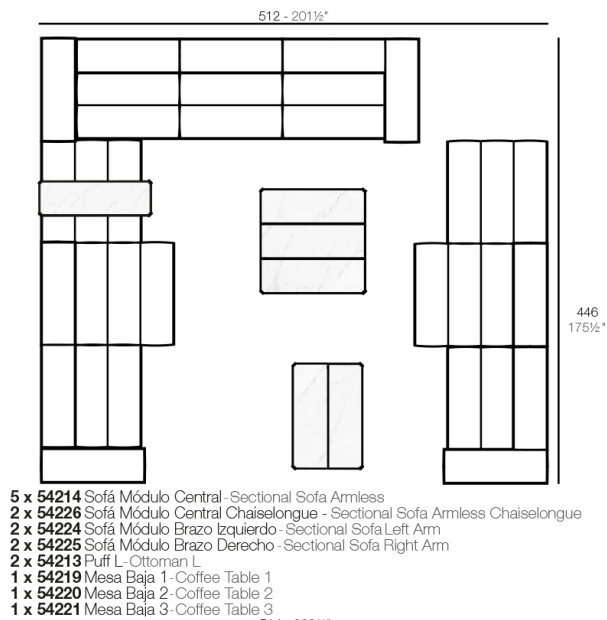 512 - 201½"
446
175½"
5 x 54214 Sofá Módulo Central - Sectional Sofa Armless
2 x 54226 Sofá Módulo Central Chaiselongue - Sectional Sofa Armless Chaiselongue
2 x 54224 Sofá Módulo Brazo Izquierdo - Sectional Sofa Left Arm
2 x 54225 Sofá Módulo Brazo Derecho - Sectional Sofa Right Arm
2 x 54213 Puff L - Ottoman L
1 x 54219 Mesa Baja 1 - Coffee Table 1
1 x 54220 Mesa Baja 2 - Coffee Table 2
1 x 54221 Mesa Baja 3 - Coffee Table 3